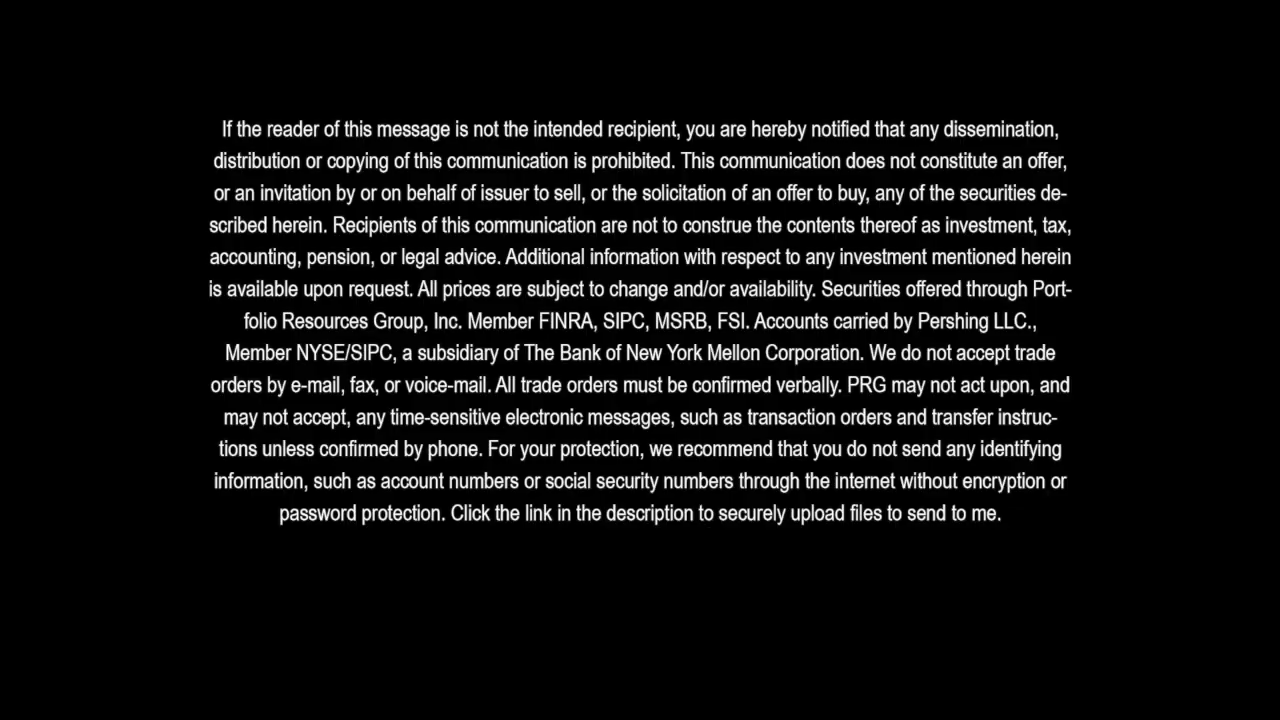 If the reader of this message is not the intended recipient, you are hereby notified that any dissemination,
distribution or copying of this communication is prohibited. This communication does not constitute an offer,
or an invitation by or on behalf of issuer to sell, or the solicitation of an offer to buy, any of the securities de-
scribed herein. Recipients of this communication are not to construe the contents thereof as investment, tax,
accounting, pension, or legal advice. Additional information with respect to any investment mentioned herein
is available upon request. All prices are subject to change and/or availability. Securities offered through Port-
folio Resources Group, Inc. Member FINRA, SIPC, MSRB, FSI. Accounts carried by Pershing LLC.,
Member NYSE/SIPC, a subsidiary of The Bank of New York Mellon Corporation. We do not accept trade
orders by e-mail, fax, or voice-mail. All trade orders must be confirmed verbally. PRG may not act upon, and
may not accept, any time-sensitive electronic messages, such as transaction orders and transfer instruc-
tions unless confirmed by phone. For your protection, we recommend that you do not send any identifying
information, such as account numbers or social security numbers through the internet without encryption or
password protection. Click the link in the description to securely upload files to send to me.